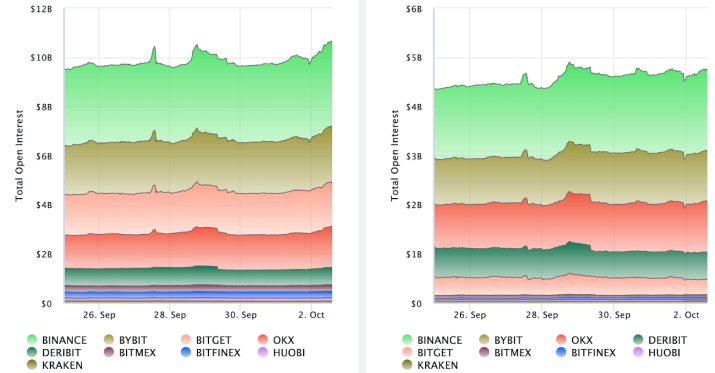 $12B
$10B
$8B
$6B
$4B
$2B
$0
Total Open Interest
26. Sep 28. Sep 30. Sep 2. Oct
BINANCE BYBIT BITGET OKX
DERIBIT BITMEX BITFINEX HUOBI
KRAKEN
$6B
$5B
$4B
$3B
$2B
$1B
$0
Total Open Interest
26. Sep 28. Sep 30. Sep 2. Oct
BINANCE BYBIT OKX DERIBIT
BITGET BITMEX BITFINEX HUOBI
KRAKEN